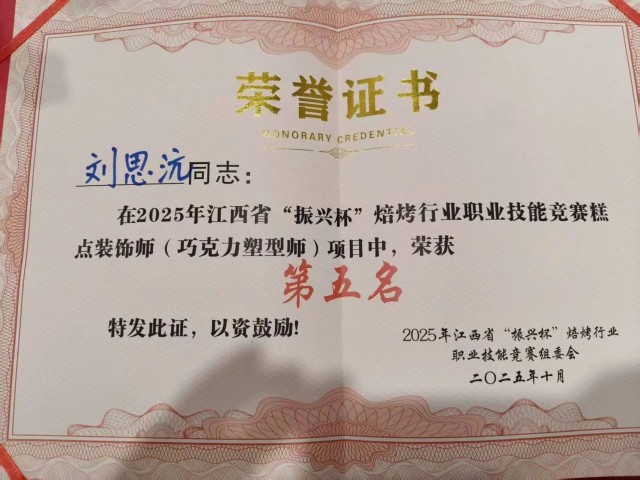 荣誉证书
HONORARY CREDENTIAL
刘思沆同志：
在2025年江西省“振兴杯”焙烤行业职业技能竞赛糕
点装饰师（巧克力塑型师）项目中，荣获
第五名
特发此证，以资鼓励！
2025年江西省“振兴杯”焙烤行业
职业技能竞赛组委会
二〇二五年十月